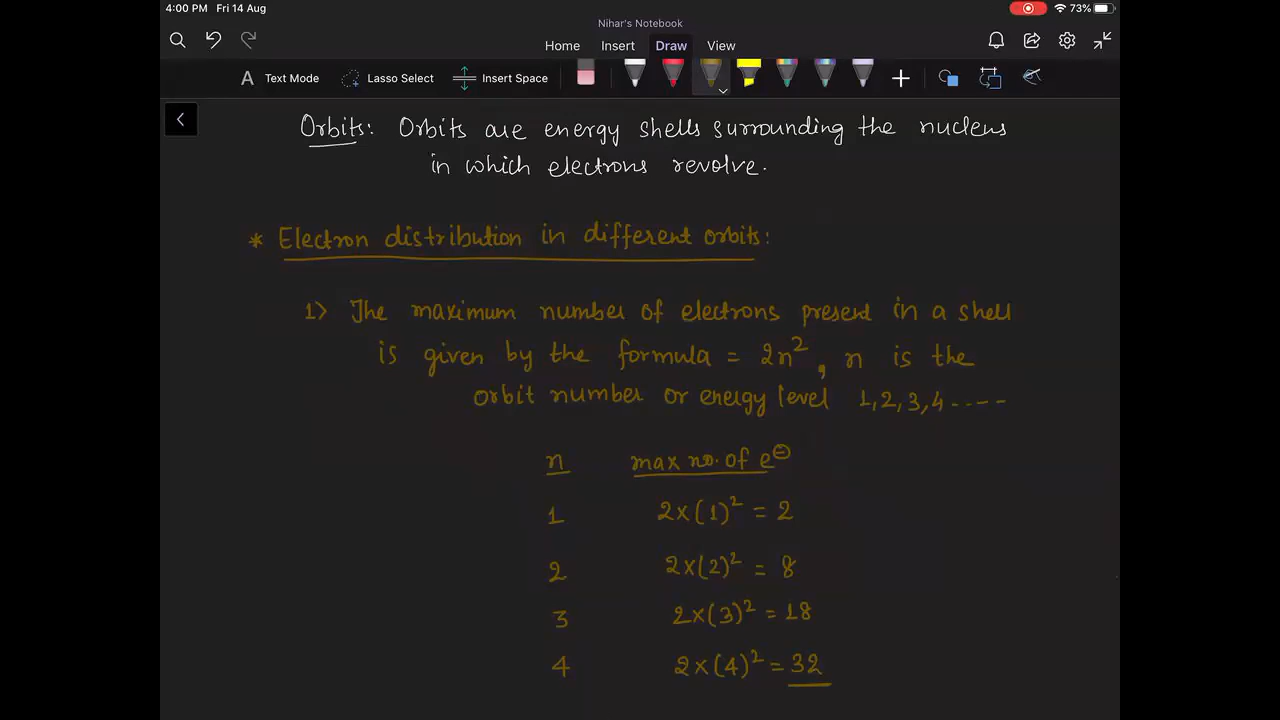 4:00 PM Fri 14 Aug
73%
Nihar's Notebook
Home Insert Draw View
A Text Mode Lasso Select Insert Space
Orbits: Orbits are energy shells surrounding the nucleus
in which electrons revolve.
* Electron distribution in different orbits:
1> The maximum number of electrons present in a shell
is given by the formula = 2n², n is the
orbit number or energy level 1,2,3,4-----
n max no. of e⊖
1 2×(1)² = 2
2 2×(2)² = 8
3 2×(3)² = 18
4 2×(4)² = 32